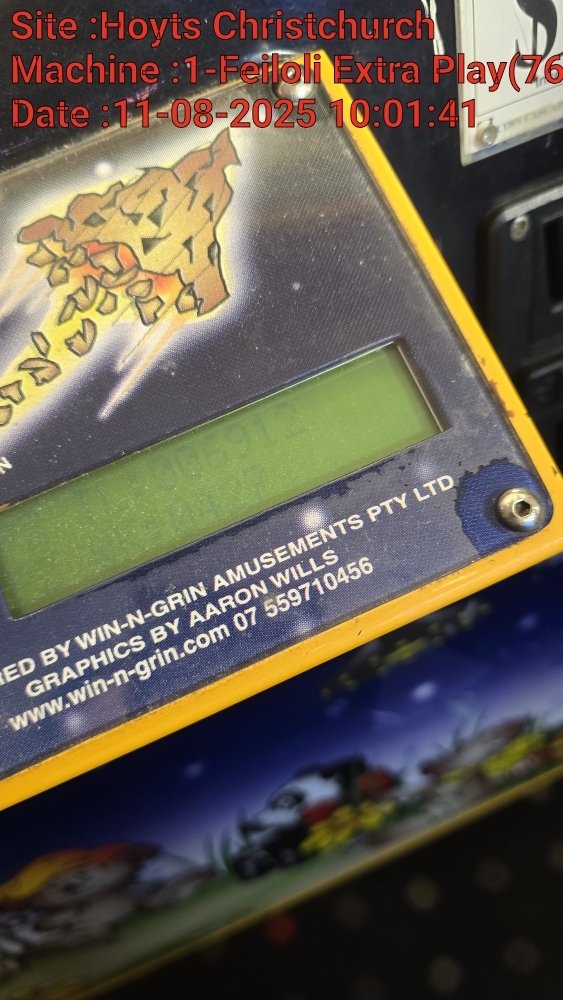 Site :Hoyts Christchurch
Machine :1-Feiloli Extra Play(76
Date :11-08-2025 10:01:41
N
RED BY WIN-N-GRIN AMUSEMENTS PTY LTD
GRAPHICS BY AARON WILLS
www.win-n-grin.com 07 559710456